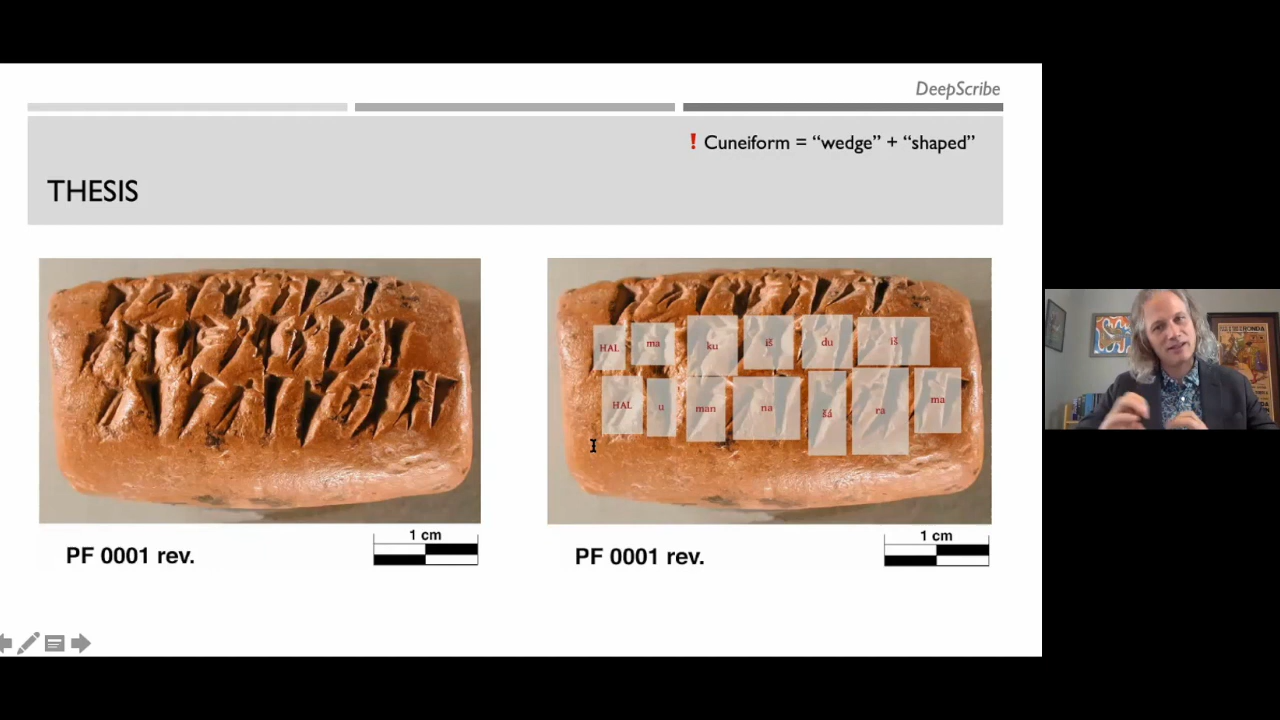 DeepScribe
! Cuneiform = “wedge” + “shaped”
THESIS
HAL ma ku iš du iš
HAL u man na šá ra ma
1 cm
PF 0001 rev.
1 cm
PF 0001 rev.